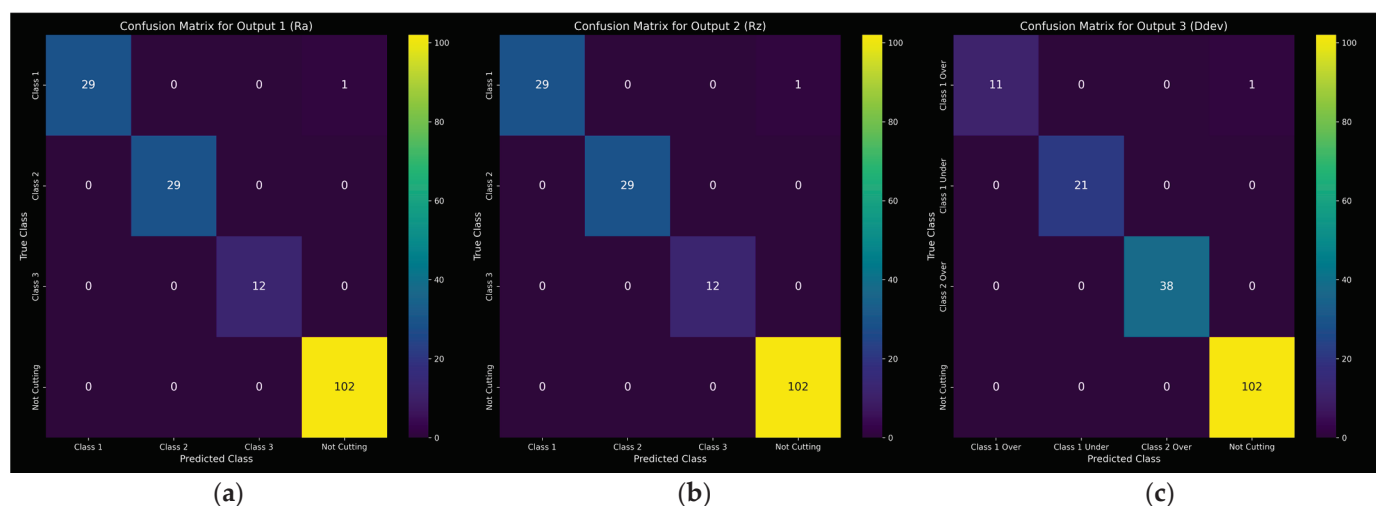 Confusion Matrix for Output 1 (Ra)
True Class
Class 1
Class 2
Class 3
Not Cutting
29 0 0 1
0 29 0 0
0 0 12 0
0 0 0 102
Class 1 Class 2 Class 3 Not Cutting
Predicted Class
100
80
60
40
20
0
(a)
Confusion Matrix for Output 2 (Rz)
True Class
Class 1
Class 2
Class 3
Not Cutting
29 0 0 1
0 29 0 0
0 0 12 0
0 0 0 102
Class 1 Class 2 Class 3 Not Cutting
Predicted Class
100
80
60
40
20
0
(b)
Confusion Matrix for Output 3 (Ddev)
True Class
Class 1 Over
Class 1 Under
Class 2 Over
Not Cutting
11 0 0 1
0 21 0 0
0 0 38 0
0 0 0 102
Class 1 Over Class 1 Under Class 2 Over Not Cutting
Predicted Class
100
80
60
40
20
0
(c)